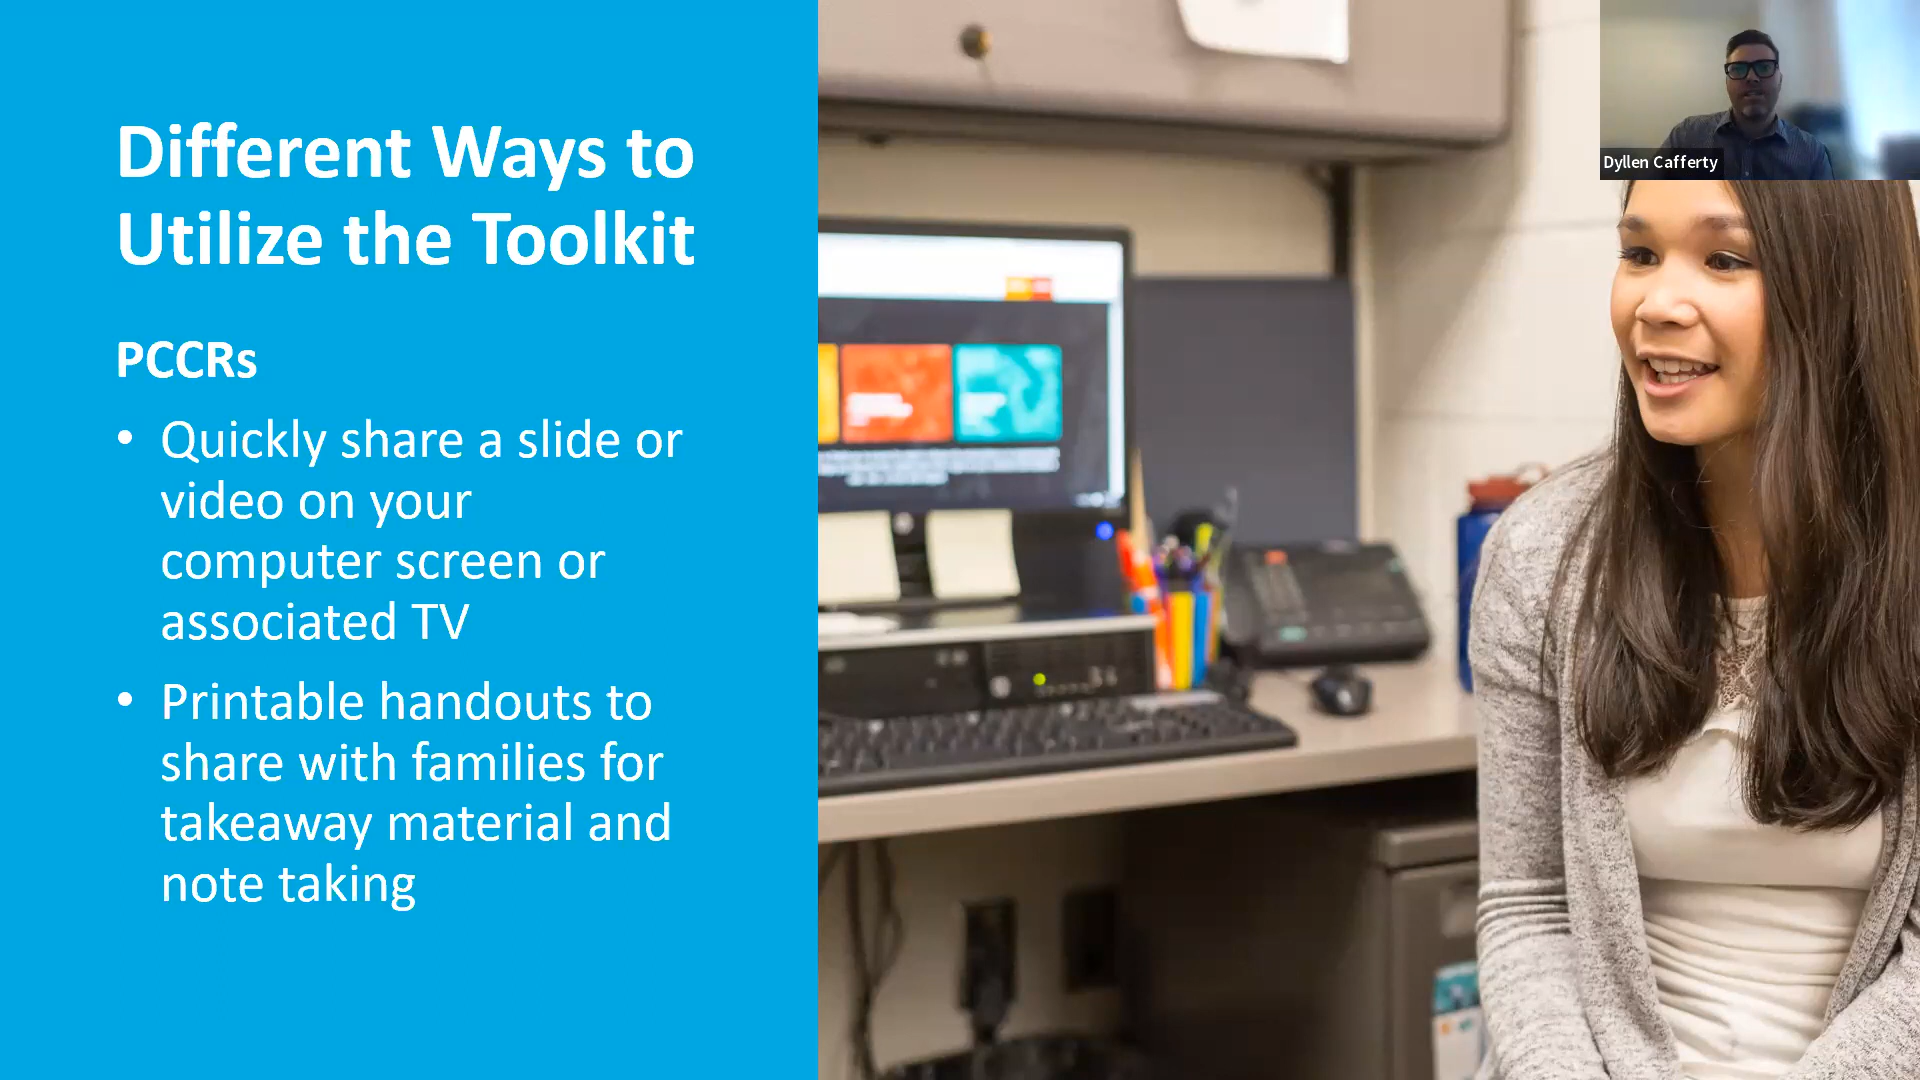 Different Ways to
Utilize the Toolkit
PCCRs
• Quickly share a slide or
video on your
computer screen or
associated TV
• Printable handouts to
share with families for
takeaway material and
note taking
Dyllen Cafferty